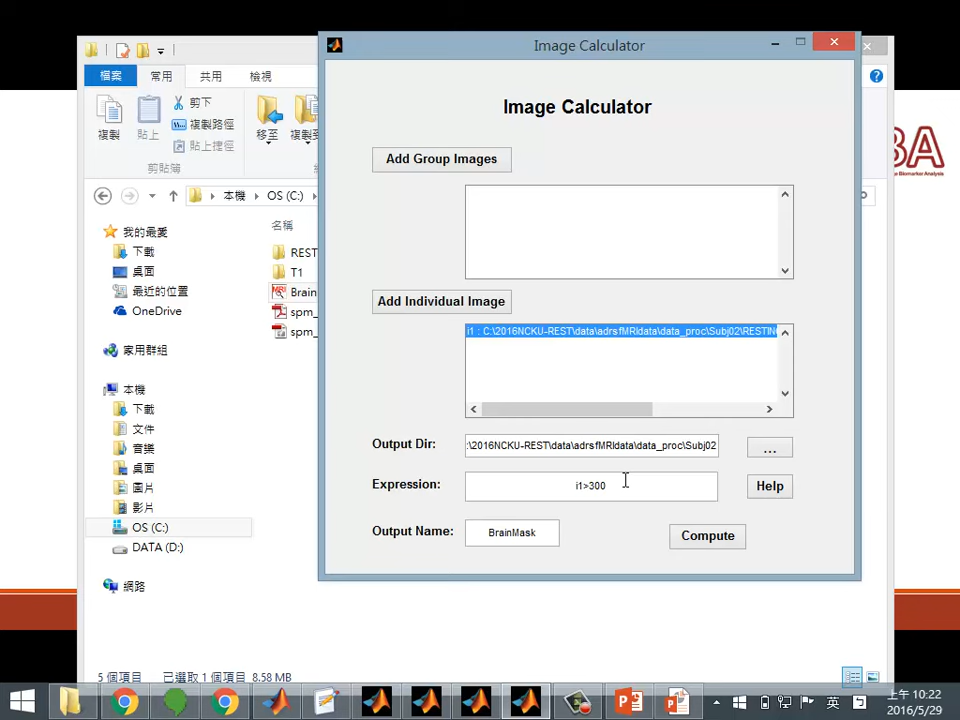 Image Calculator
檔案
常用
共用
檢視
複製
貼上
剪下
複製路徑
貼上捷徑
剪貼簿
移至
本機
OS (C:)
名稱
我的最愛
下載
桌面
最近的位置
OneDrive
家用群組
本機
下載
文件
音樂
桌面
圖片
影片
OS (C:)
DATA (D:)
網路
REST
T1
Brain
spm_
spm_
5 個項目
已選取 1 個項目 8.58 MB
Image Calculator
Add Group Images
Add Individual Image
i1 : C:\2016NCKU-REST\data\adrsfMRIdata\data_proc\Subj02\RESTING
Output Dir:
:\2016NCKU-REST\data\adrsfMRIdata\data_proc\Subj02
...
Expression:
i1>300
Help
Output Name:
BrainMask
Compute
BA
e Biomarker Analysis
英
上午 10:22
2016/5/29